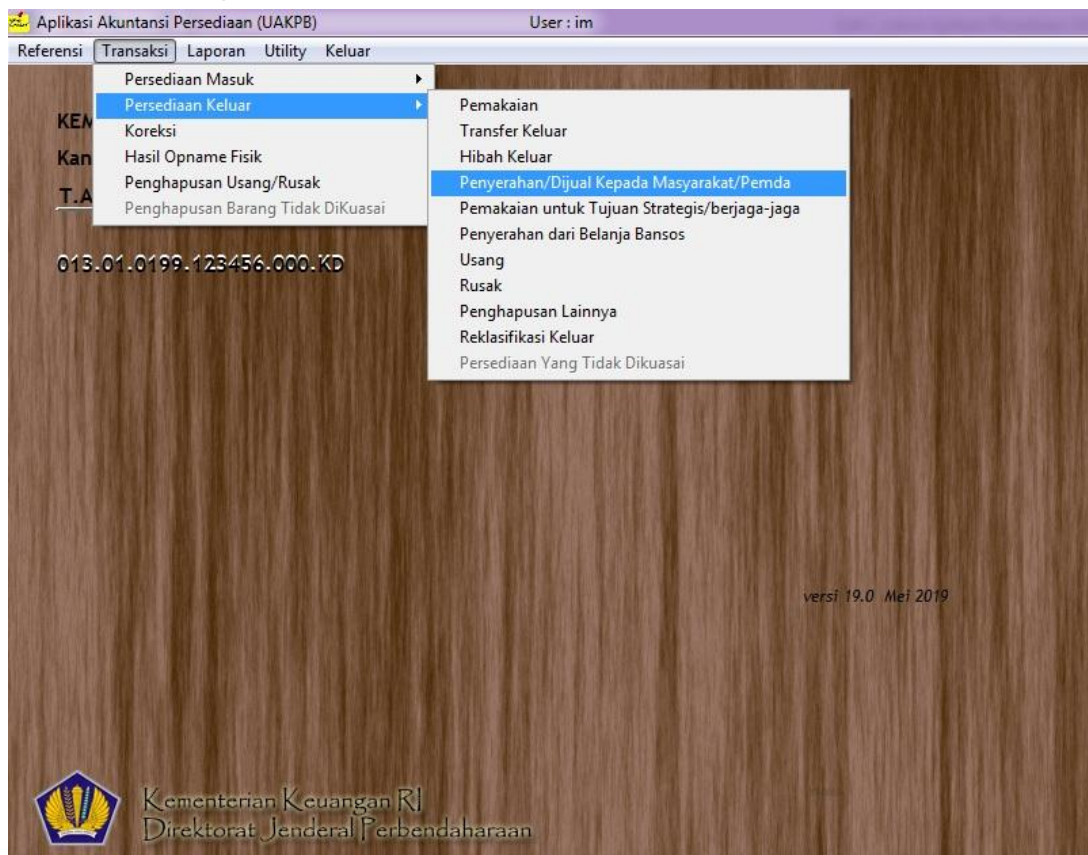 Aplikasi Akuntansi Persediaan (UAKPB) User : im
Referensi Transaksi Laporan Utility Keluar
Persediaan Masuk
Persediaan Keluar
Koreksi
Hasil Opname Fisik
Penghapusan Usang/Rusak
Penghapusan Barang Tidak DiKuasai
Pemakaian
Transfer Keluar
Hibah Keluar
Penyerahan/Dijual Kepada Masyarakat/Pemda
Pemakaian untuk Tujuan Strategis/berjaga-jaga
Penyerahan dari Belanja Bansos
Usang
Rusak
Penghapusan Lainnya
Reklasifikasi Keluar
Persediaan Yang Tidak Dikuasai
KEM
Kan
T.A
013.01.0199.123456.000.KD
versi 19.0 Mei 2019
Kementerian Keuangan RI
Direktorat Jenderal Perbendaharaan